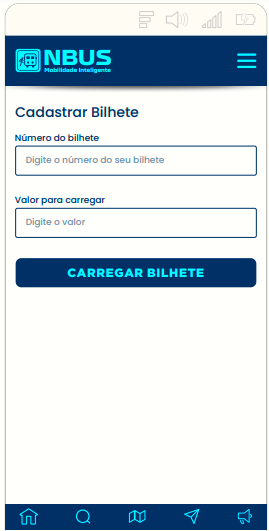 NBUS
Mobilidade Inteligente
Cadastrar Bilhete
Número do bilhete
Digite o número do seu bilhete
Valor para carregar
Digite o valor
CARREGAR BILHETE